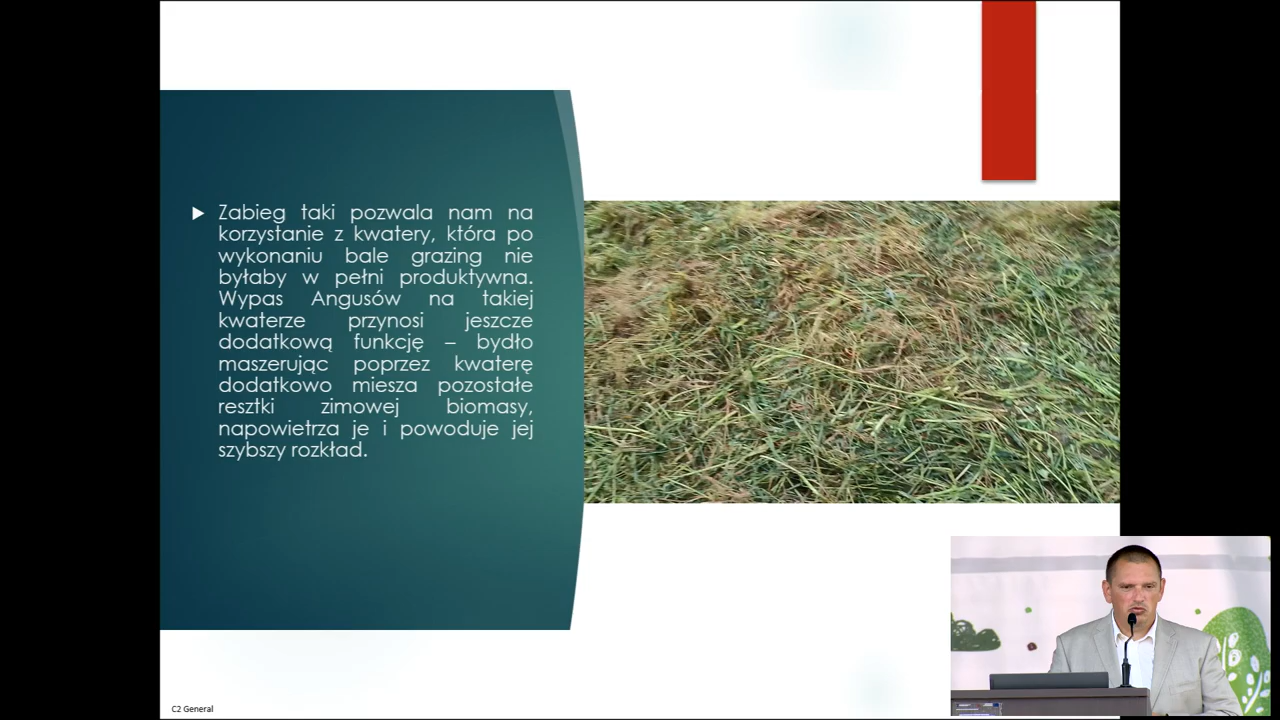 Zabieg taki pozwala nam na
korzystanie z kwatery, która po
wykonaniu bale grazing nie
byłaby w pełni produktywna.
Wypas Angusów na takiej
kwaterze przynosi jeszcze
dodatkową funkcję – bydło
maszerując poprzez kwaterę
dodatkowo miesza pozostałe
resztki zimowej biomasy,
napowietrza je i powoduje jej
szybszy rozkład.
C2 General